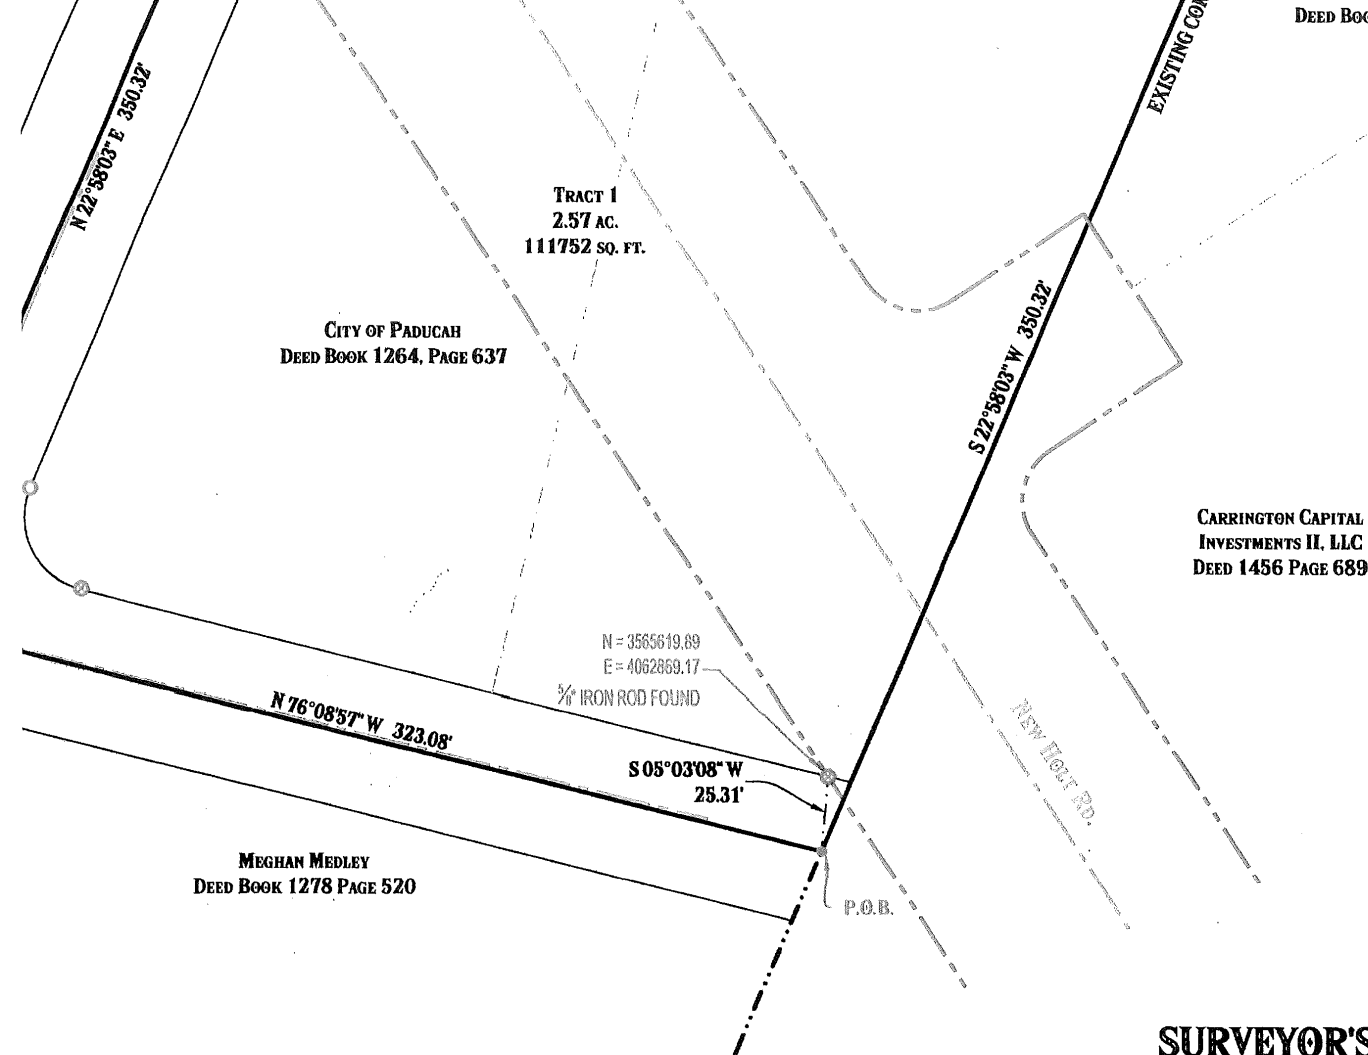 DEED BOO
EXISTING COR
N 22°58'03" E 350.32'
TRACT 1
2.57 AC.
111752 SQ. FT.
CITY OF PADUCAH
DEED BOOK 1264, PAGE 637
S 22°58'03" W 350.32'
CARRINGTON CAPITAL
INVESTMENTS II, LLC
DEED 1456 PAGE 689
N = 3565619.89
E = 4062869.17
5/8" IRON ROD FOUND
N 76°08'57" W 323.08'
NEW HOLT RD.
S 05°03'08" W
25.31'
MEGHAN MEDLEY
DEED BOOK 1278 PAGE 520
P.O.B.
SURVEYOR'S